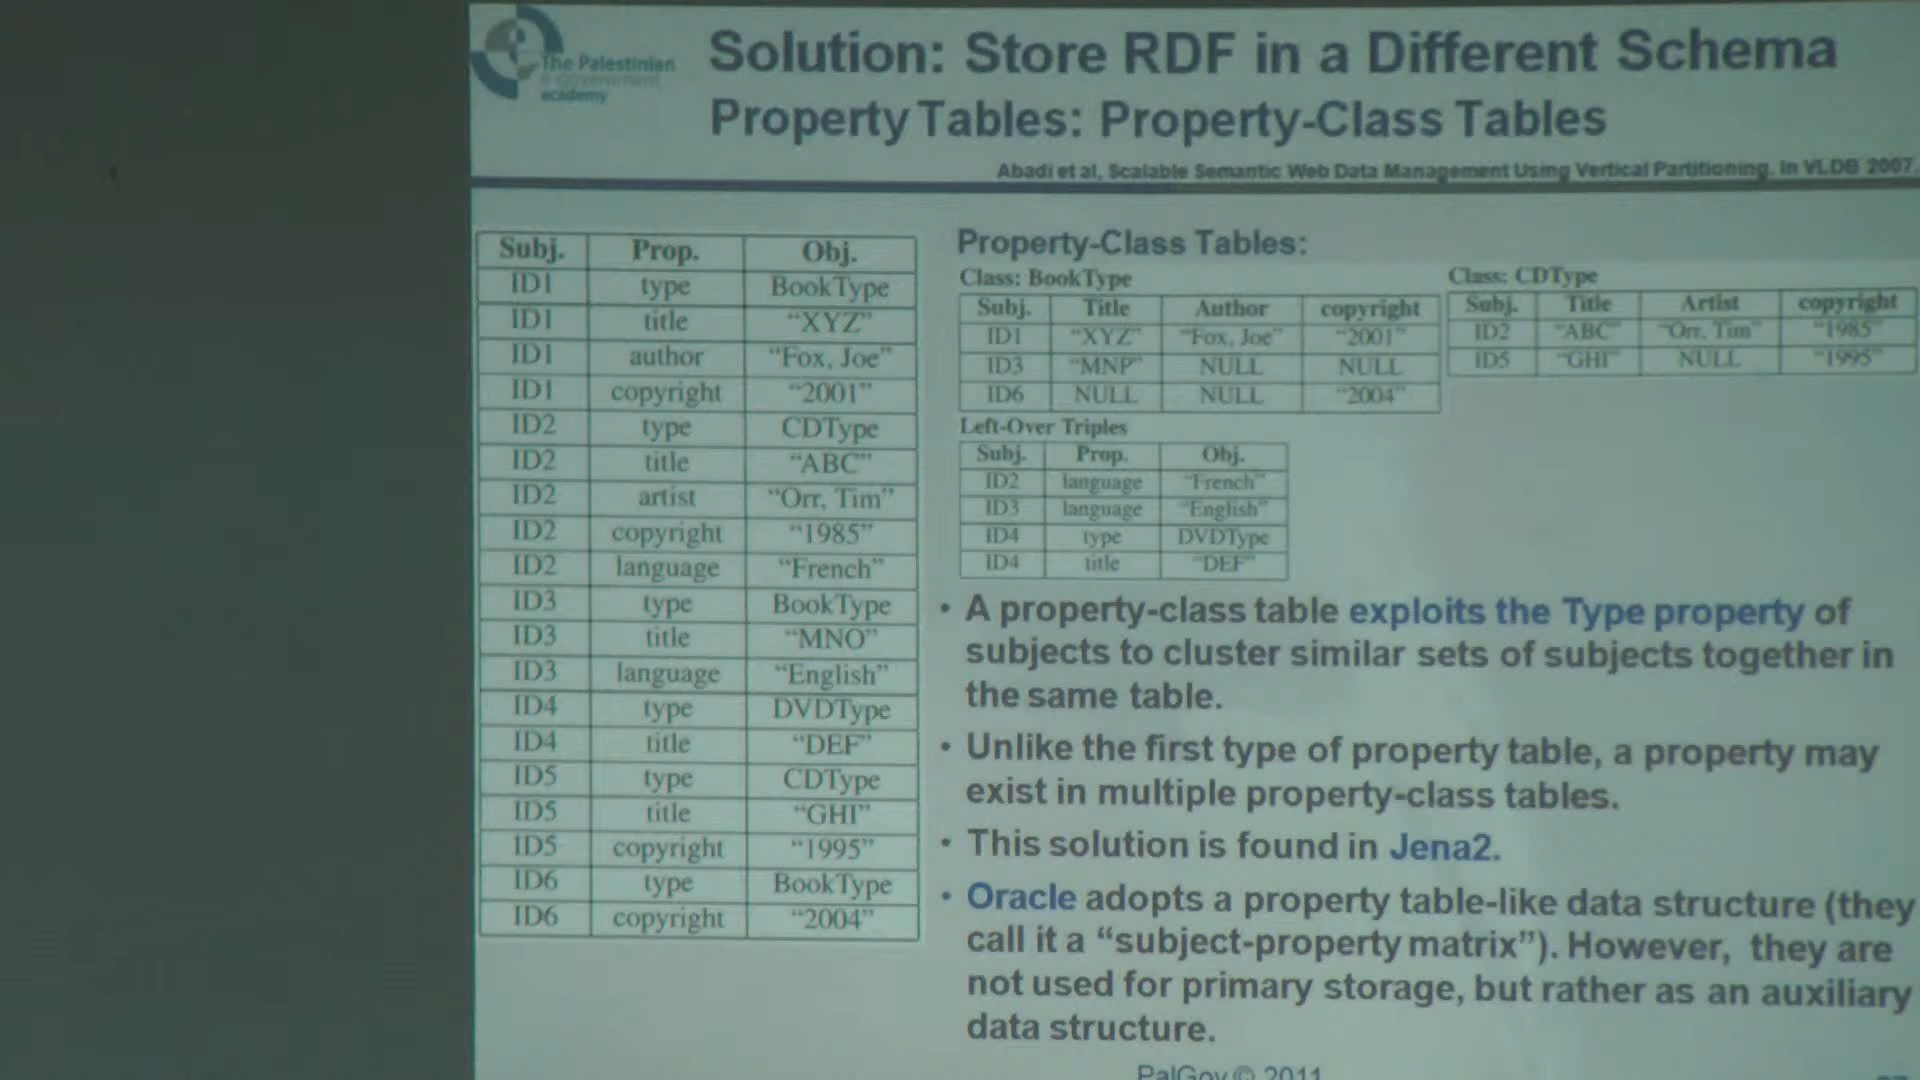 The Palestinian
e-government
academy
Solution: Store RDF in a Different Schema
Property Tables: Property-Class Tables
Abadi et al, Scalable Semantic Web Data Management Using Vertical Partitioning. In VLDB 2007.
Subj. Prop. Obj.
ID1 type BookType
ID1 title “XYZ”
ID1 author “Fox, Joe”
ID1 copyright “2001”
ID2 type CDType
ID2 title “ABC”
ID2 artist “Orr, Tim”
ID2 copyright “1985”
ID2 language “French”
ID3 type BookType
ID3 title “MNO”
ID3 language “English”
ID4 type DVDType
ID4 title “DEF”
ID5 type CDType
ID5 title “GHI”
ID5 copyright “1995”
ID6 type BookType
ID6 copyright “2004”
Property-Class Tables:
Class: BookType
Subj. Title Author copyright
ID1 “XYZ” “Fox, Joe” “2001”
ID3 “MNP” NULL NULL
ID6 NULL NULL “2004”
Class: CDType
Subj. Title Artist copyright
ID2 “ABC” “Orr, Tim” “1985”
ID5 “GHI” NULL “1995”
Left-Over Triples
Subj. Prop. Obj.
ID2 language “French”
ID3 language “English”
ID4 type DVDType
ID4 title “DEF”
• A property-class table exploits the Type property of
subjects to cluster similar sets of subjects together in
the same table.
• Unlike the first type of property table, a property may
exist in multiple property-class tables.
• This solution is found in Jena2.
• Oracle adopts a property table-like data structure (they
call it a “subject-property matrix”). However, they are
not used for primary storage, but rather as an auxiliary
data structure.
PalGov © 2011